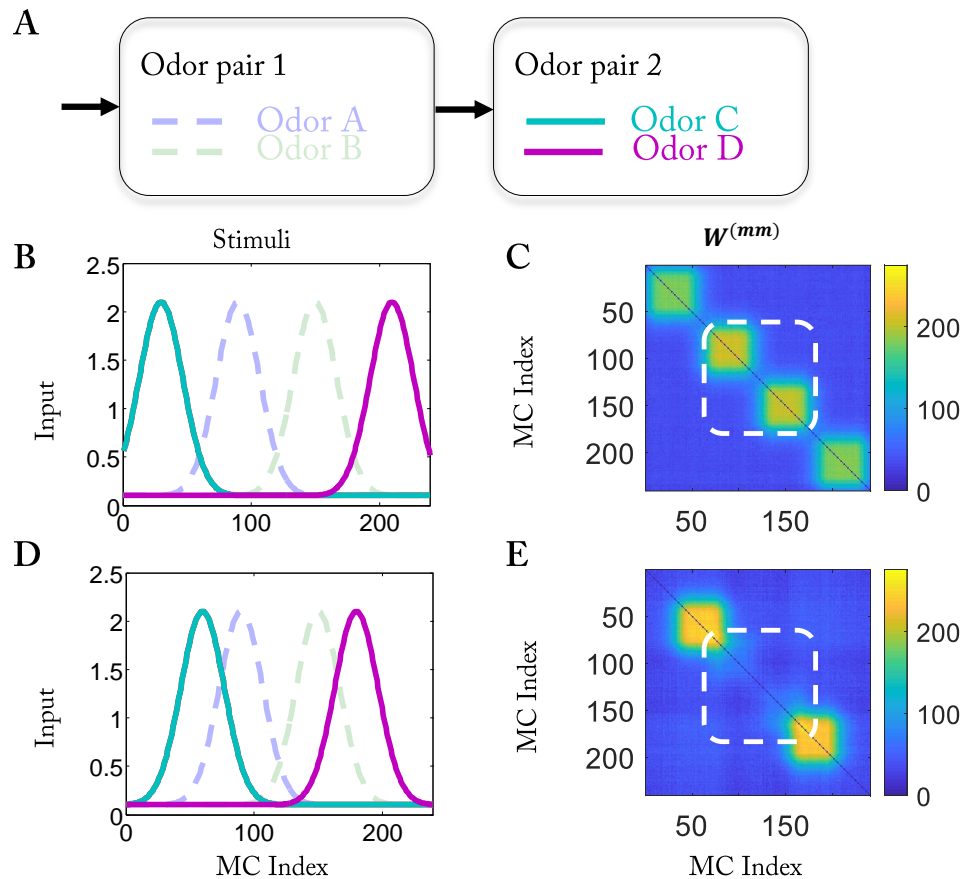 A
Odor pair 1
Odor A
Odor B
Odor pair 2
Odor C
Odor D
B
Stimuli
Input
2.5
2
1.5
1
0.5
0
0
100
200
C
W(mm)
MC Index
50
100
150
200
50
150
200
100
0
D
Input
2.5
2
1.5
1
0.5
0
0
100
200
MC Index
E
MC Index
50
100
150
200
50
150
MC Index
200
100
0